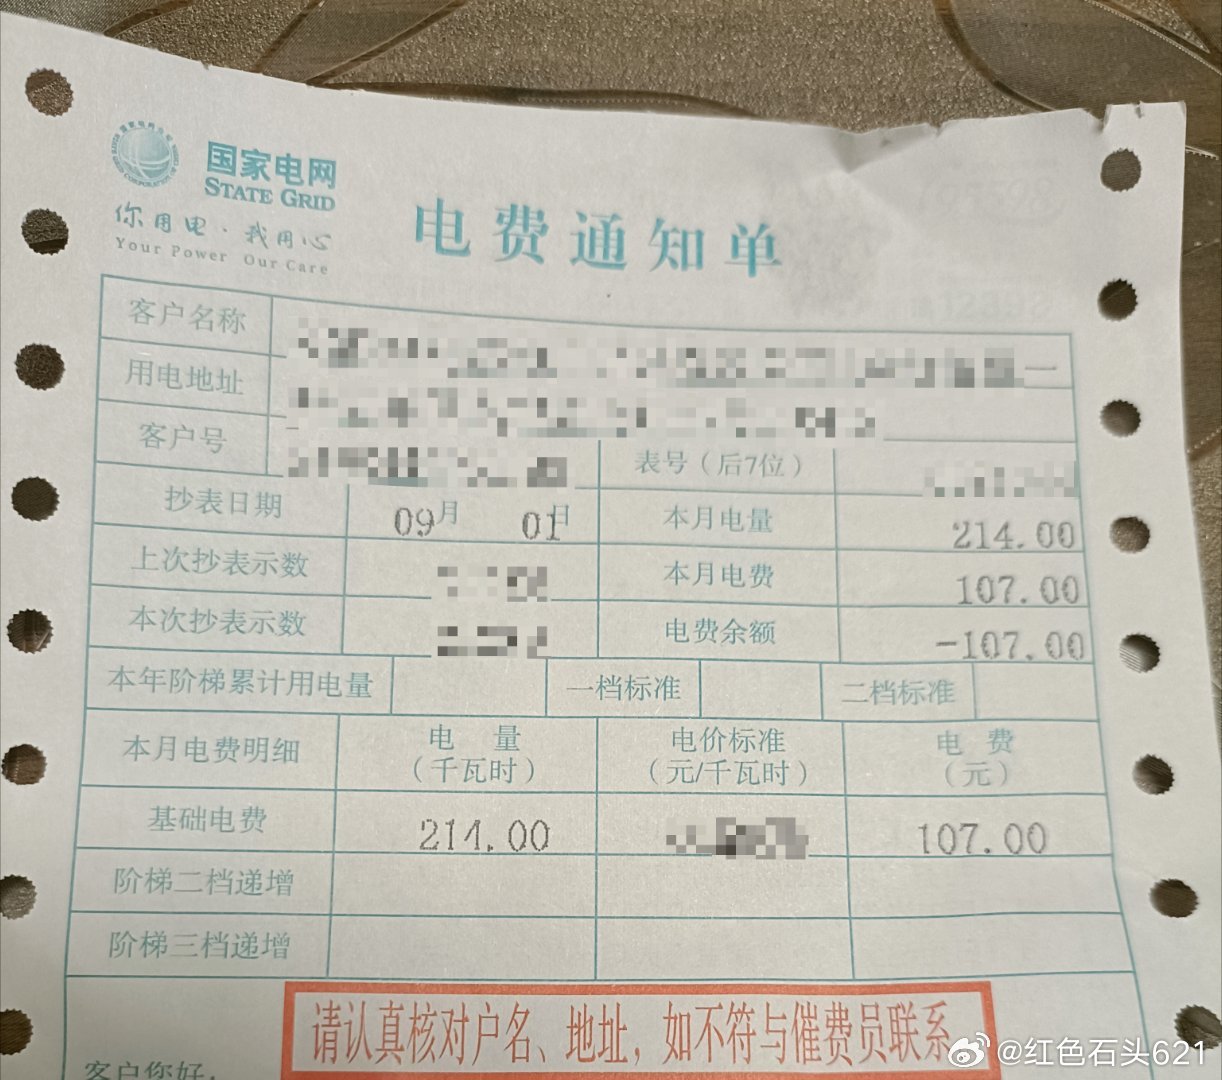 国家电网
STATE GRID
你用电·我用心
Your Power Our Care
电费通知单
客户名称
用电地址
客户号 表号（后7位）
抄表日期 09月 01日 本月电量 214.00
上次抄表示数 本月电费 107.00
本次抄表示数 电费余额 -107.00
本年阶梯累计用电量 一档标准 二档标准
本月电费明细 电 量 （千瓦时） 电价标准 （元/千瓦时） 电 费 （元）
基础电费 214.00 107.00
阶梯二档递增
阶梯三档递增
请认真核对户名、地址，如不符与催费员联系
客户您好，
@红色石头621